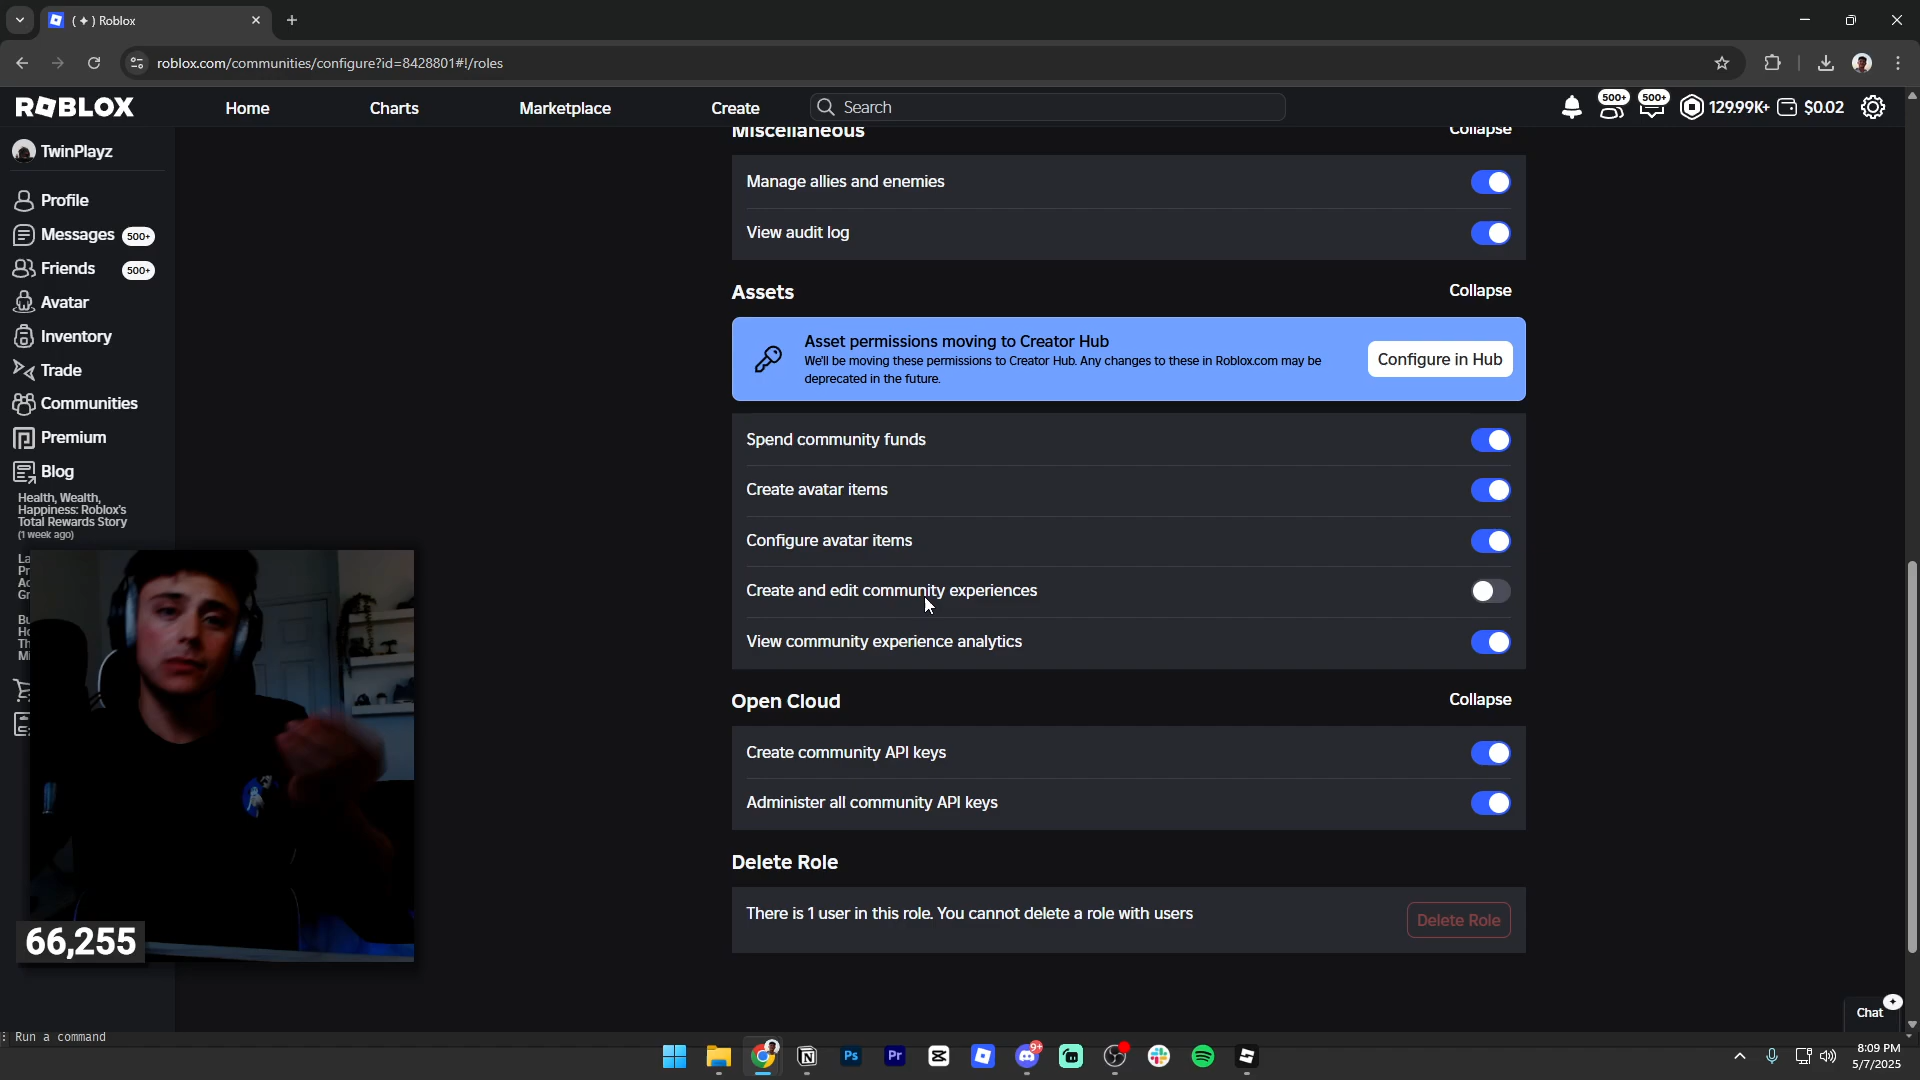 ( ✦ ) Roblox
roblox.com/communities/configure?id=8428801#!/roles
ROBLOX
Home
Charts
Marketplace
Create
Search
500+
500+
129.99K+
$0.02
TwinPlayz
Profile
Messages 500+
Friends 500+
Avatar
Inventory
Trade
Communities
Premium
Blog
Health, Wealth,
Happiness: Roblox's
Total Rewards Story
(1 week ago)
Miscellaneous
Collapse
Manage allies and enemies
View audit log
Assets
Collapse
Asset permissions moving to Creator Hub
We'll be moving these permissions to Creator Hub. Any changes to these in Roblox.com may be
deprecated in the future.
Configure in Hub
Spend community funds
Create avatar items
Configure avatar items
Create and edit community experiences
View community experience analytics
Open Cloud
Collapse
Create community API keys
Administer all community API keys
Delete Role
There is 1 user in this role. You cannot delete a role with users
Delete Role
66,255
Chat
Run a command
Ps
Pr
9+
8:09 PM
5/7/2025